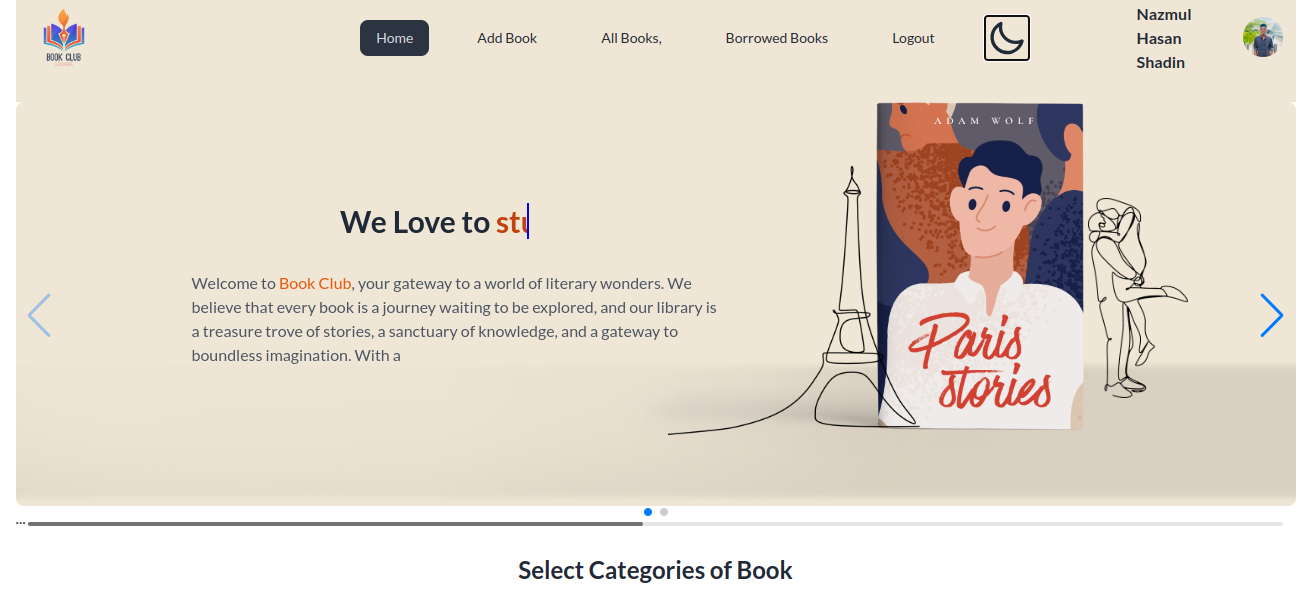 BOOK CLUB
Home
Add Book
All Books,
Borrowed Books
Logout
Nazmul
Hasan
Shadin
ADAM WOLF
Paris
stories
We Love to stu
Welcome to Book Club, your gateway to a world of literary wonders. We
believe that every book is a journey waiting to be explored, and our library is
a treasure trove of stories, a sanctuary of knowledge, and a gateway to
boundless imagination. With a
...
Select Categories of Book